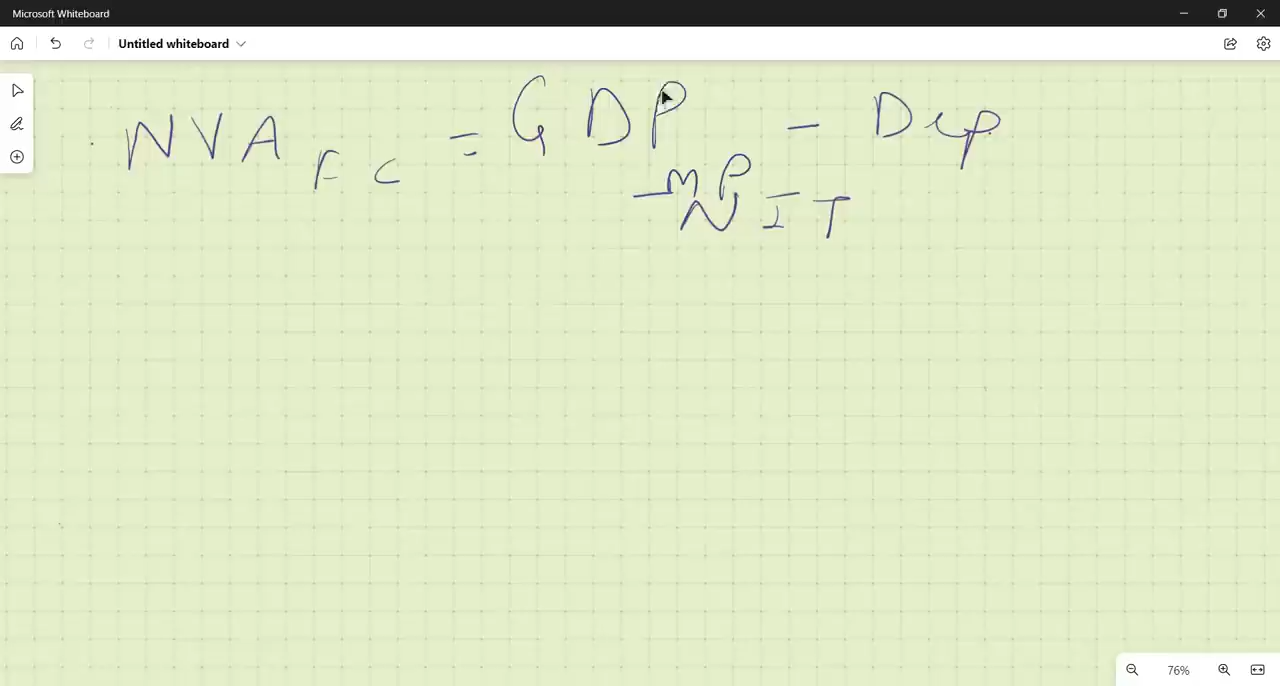 Microsoft Whiteboard
Untitled whiteboard
NVA FC = GDP MP - Dep
- NIT
76%